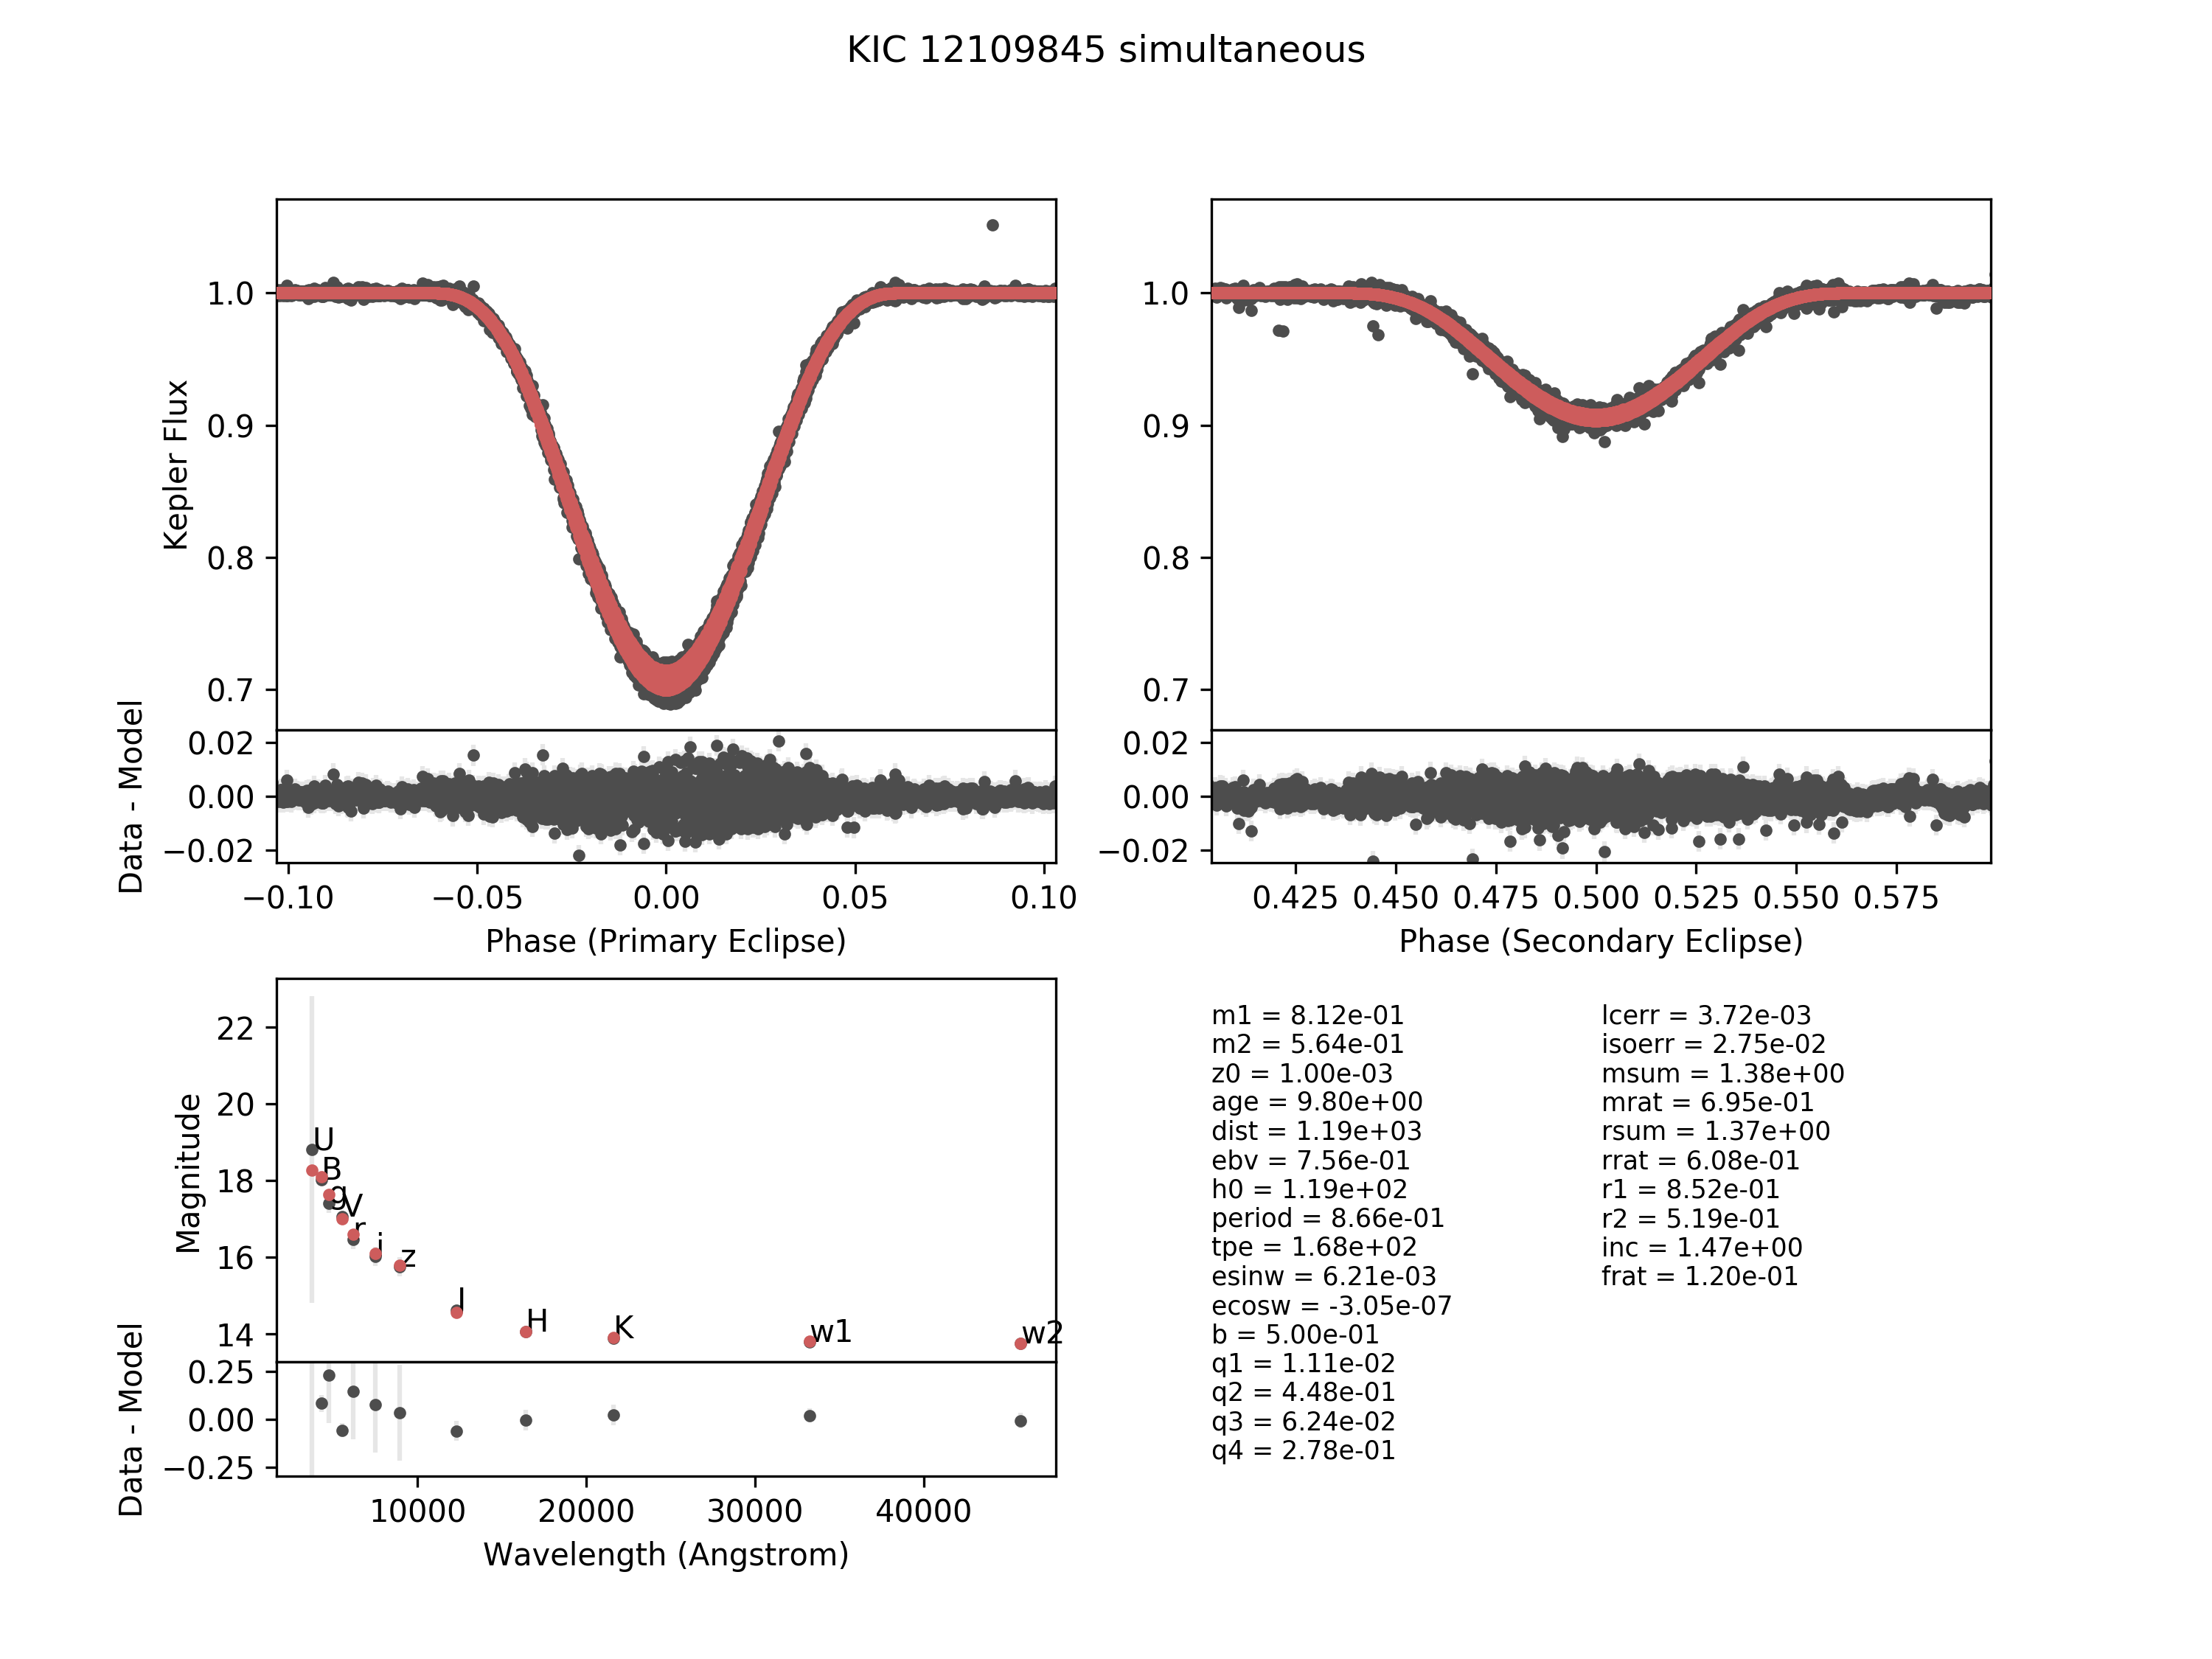 KIC 12109845 simultaneous
Kepler Flux
1.0
0.9
0.8
0.7
Data - Model
0.02
0.00
−0.02
−0.10 −0.05 0.00 0.05 0.10
Phase (Primary Eclipse)
1.0
0.9
0.8
0.7
0.02
0.00
−0.02
0.425 0.450 0.475 0.500 0.525 0.550 0.575
Phase (Secondary Eclipse)
Magnitude
22
20
18
16
14
U
B
g
V
r
i
z
J
H
K
w1
w2
Data - Model
0.25
0.00
−0.25
10000 20000 30000 40000
Wavelength (Angstrom)
m1 = 8.12e-01
m2 = 5.64e-01
z0 = 1.00e-03
age = 9.80e+00
dist = 1.19e+03
ebv = 7.56e-01
h0 = 1.19e+02
period = 8.66e-01
tpe = 1.68e+02
esinw = 6.21e-03
ecosw = -3.05e-07
b = 5.00e-01
q1 = 1.11e-02
q2 = 4.48e-01
q3 = 6.24e-02
q4 = 2.78e-01
lcerr = 3.72e-03
isoerr = 2.75e-02
msum = 1.38e+00
mrat = 6.95e-01
rsum = 1.37e+00
rrat = 6.08e-01
r1 = 8.52e-01
r2 = 5.19e-01
inc = 1.47e+00
frat = 1.20e-01